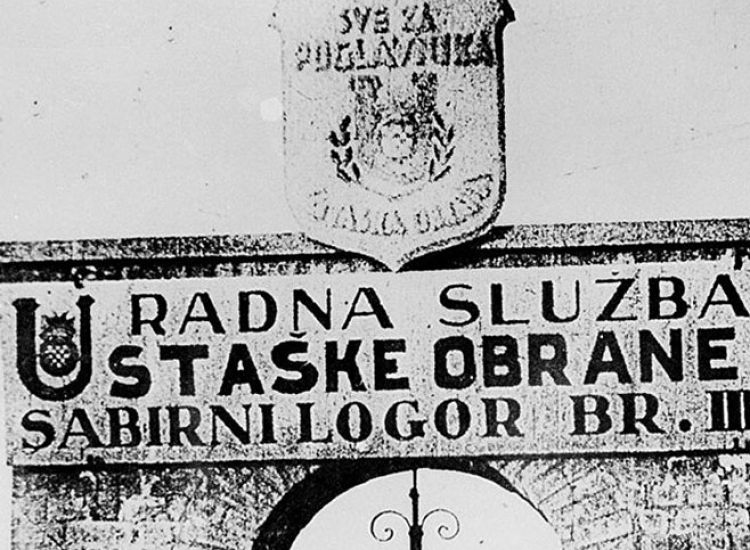 SVE ZA
POGLAVNIKA
RADNA SLUŽBA
USTAŠKE OBRANE
SABIRNI LOGOR BR. III